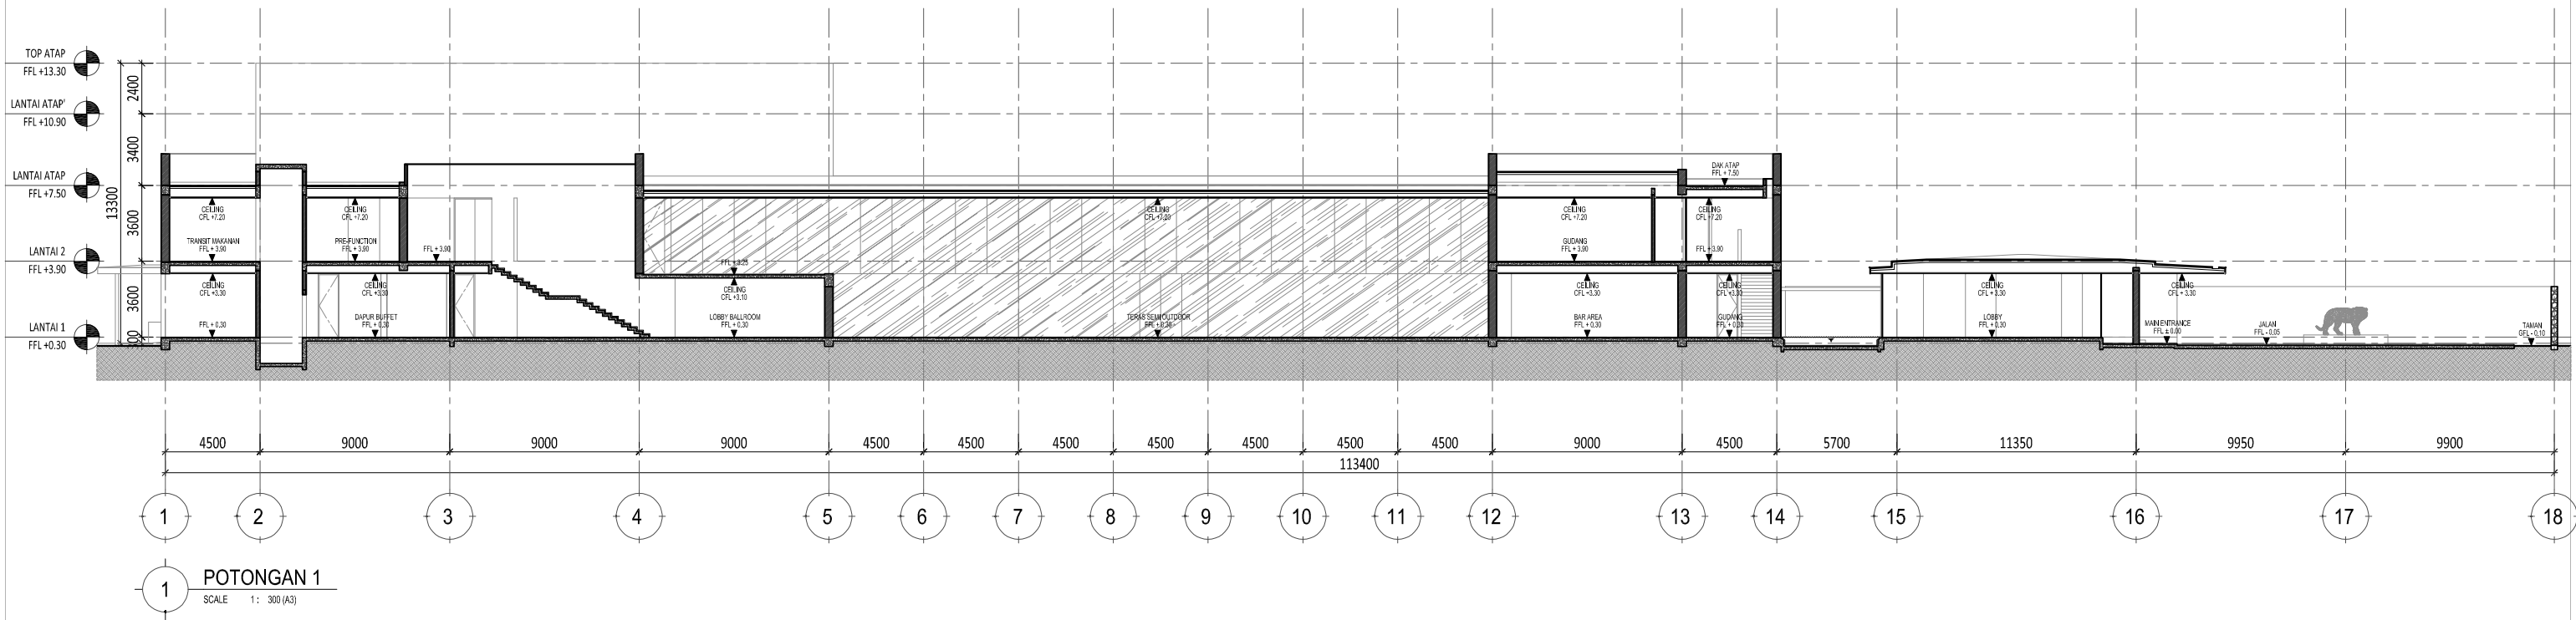 TOP ATAP
FFL +13.30
LANTAI ATAP'
FFL +10.90
LANTAI ATAP
FFL +7.50
LANTAI 2
FFL +3.90
LANTAI 1
FFL +0.30
13300
2400
3400
3600
3600
300
DAK ATAP
FFL + 7.50
CEILING
CFL +7.20
CEILING
CFL +7.20
CEILING
CFL +7.20
CEILING
CFL +7.20
CEILING
CFL +7.20
TRANSIT MAKANAN
FFL + 3.90
PRE-FUNCTION
FFL + 3.90
FFL + 3.90
GUDANG
FFL + 3.90
FFL + 3.90
FFL + 3.25
CEILING
CFL +3.30
CEILING
CFL +3.30
CEILING
CFL +3.10
CEILING
CFL +3.30
CEILING
CFL +3.30
CEILING
CFL + 3.30
CEILING
CFL + 3.30
FFL + 0.30
DAPUR BUFFET
FFL + 0.30
LOBBY BALLROOM
FFL + 0.30
TERAS SEMI OUTDOOR
FFL + 0.30
BAR AREA
FFL + 0.30
GUDANG
FFL + 0.30
LOBBY
FFL + 0.30
MAIN ENTRANCE
FFL ± 0.00
JALAN
FFL - 0.05
TAMAN
GFL - 0.10
4500 9000 9000 9000 4500 4500 4500 4500 4500 4500 4500 9000 4500 5700 11350 9950 9900
113400
1 2 3 4 5 6 7 8 9 10 11 12 13 14 15 16 17 18
1 POTONGAN 1
SCALE 1 : 300 (A3)